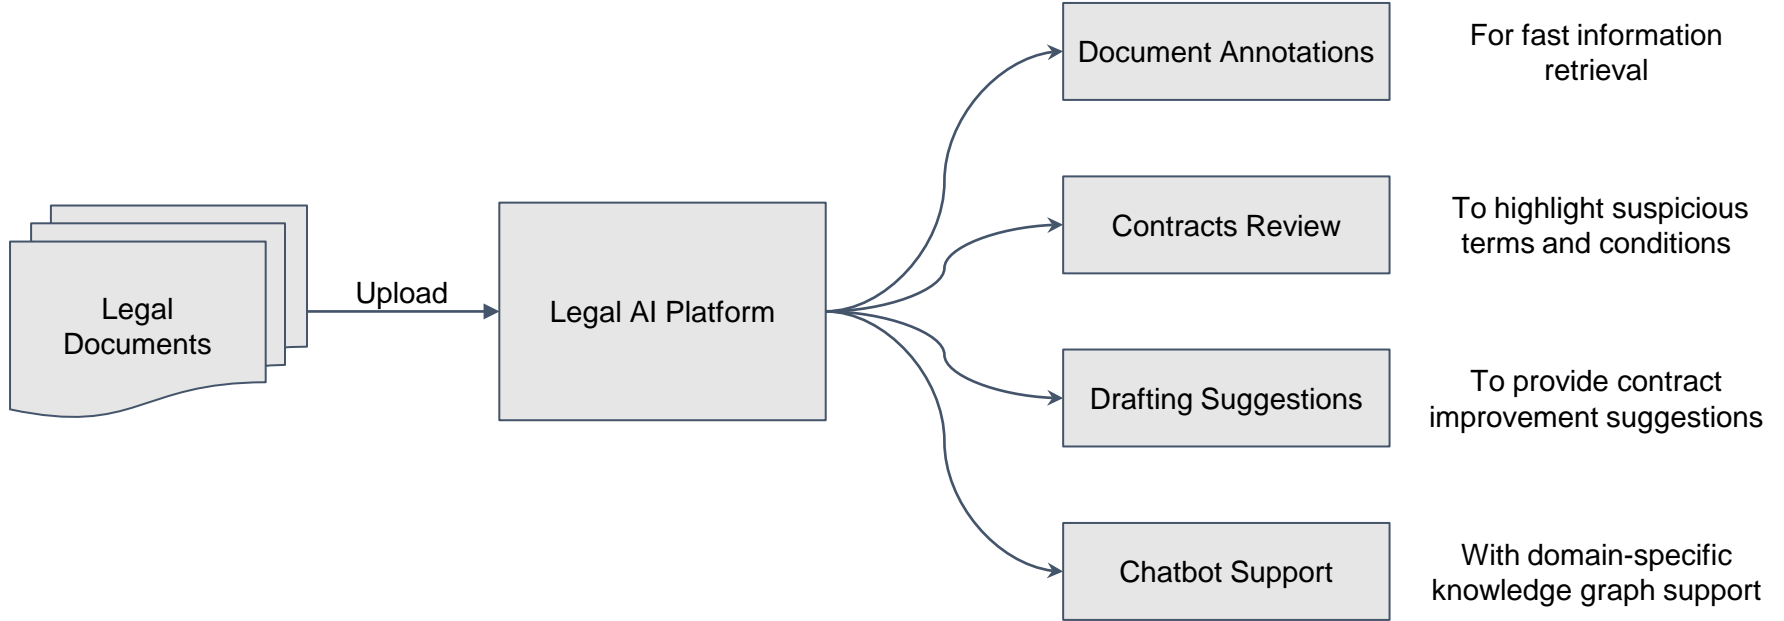 Legal
Documents
Upload
Legal AI Platform
Document Annotations
For fast information
retrieval
Contracts Review
To highlight suspicious
terms and conditions
Drafting Suggestions
To provide contract
improvement suggestions
Chatbot Support
With domain-specific
knowledge graph support